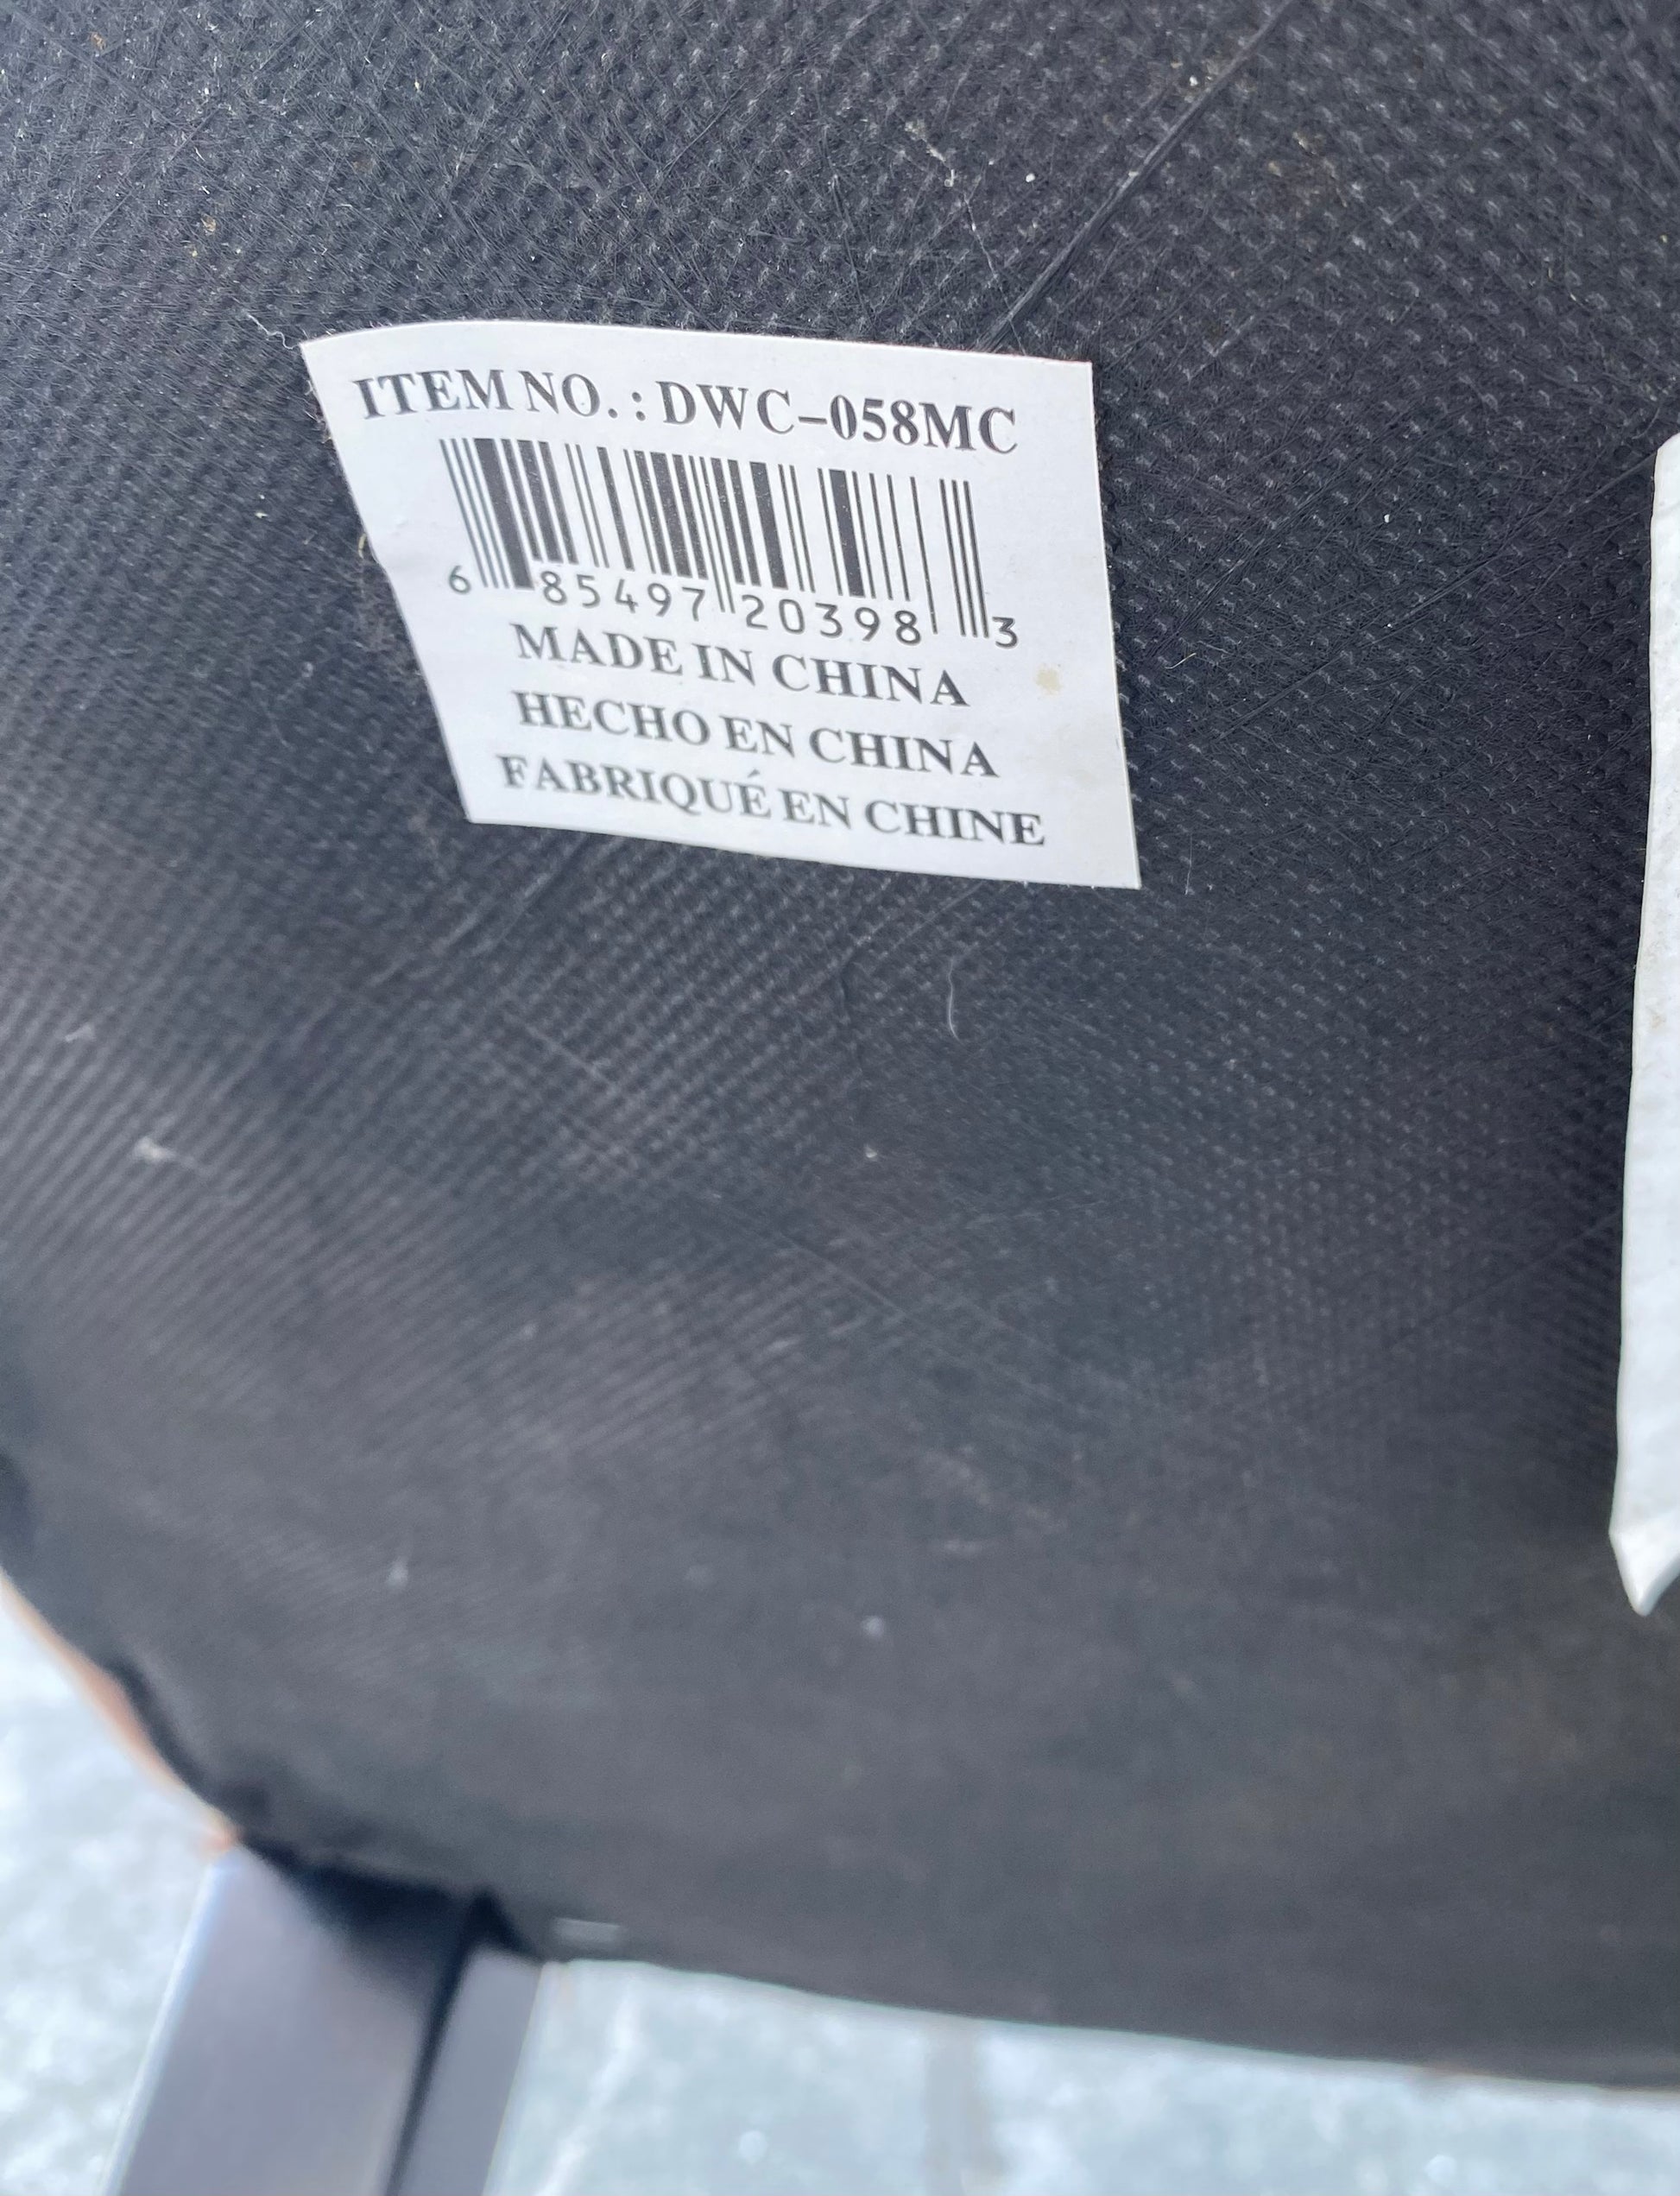 ITEM NO.: DWC-058MC
6 85497 20398 3
MADE IN CHINA
HECHO EN CHINA
FABRIQUÉ EN CHINE